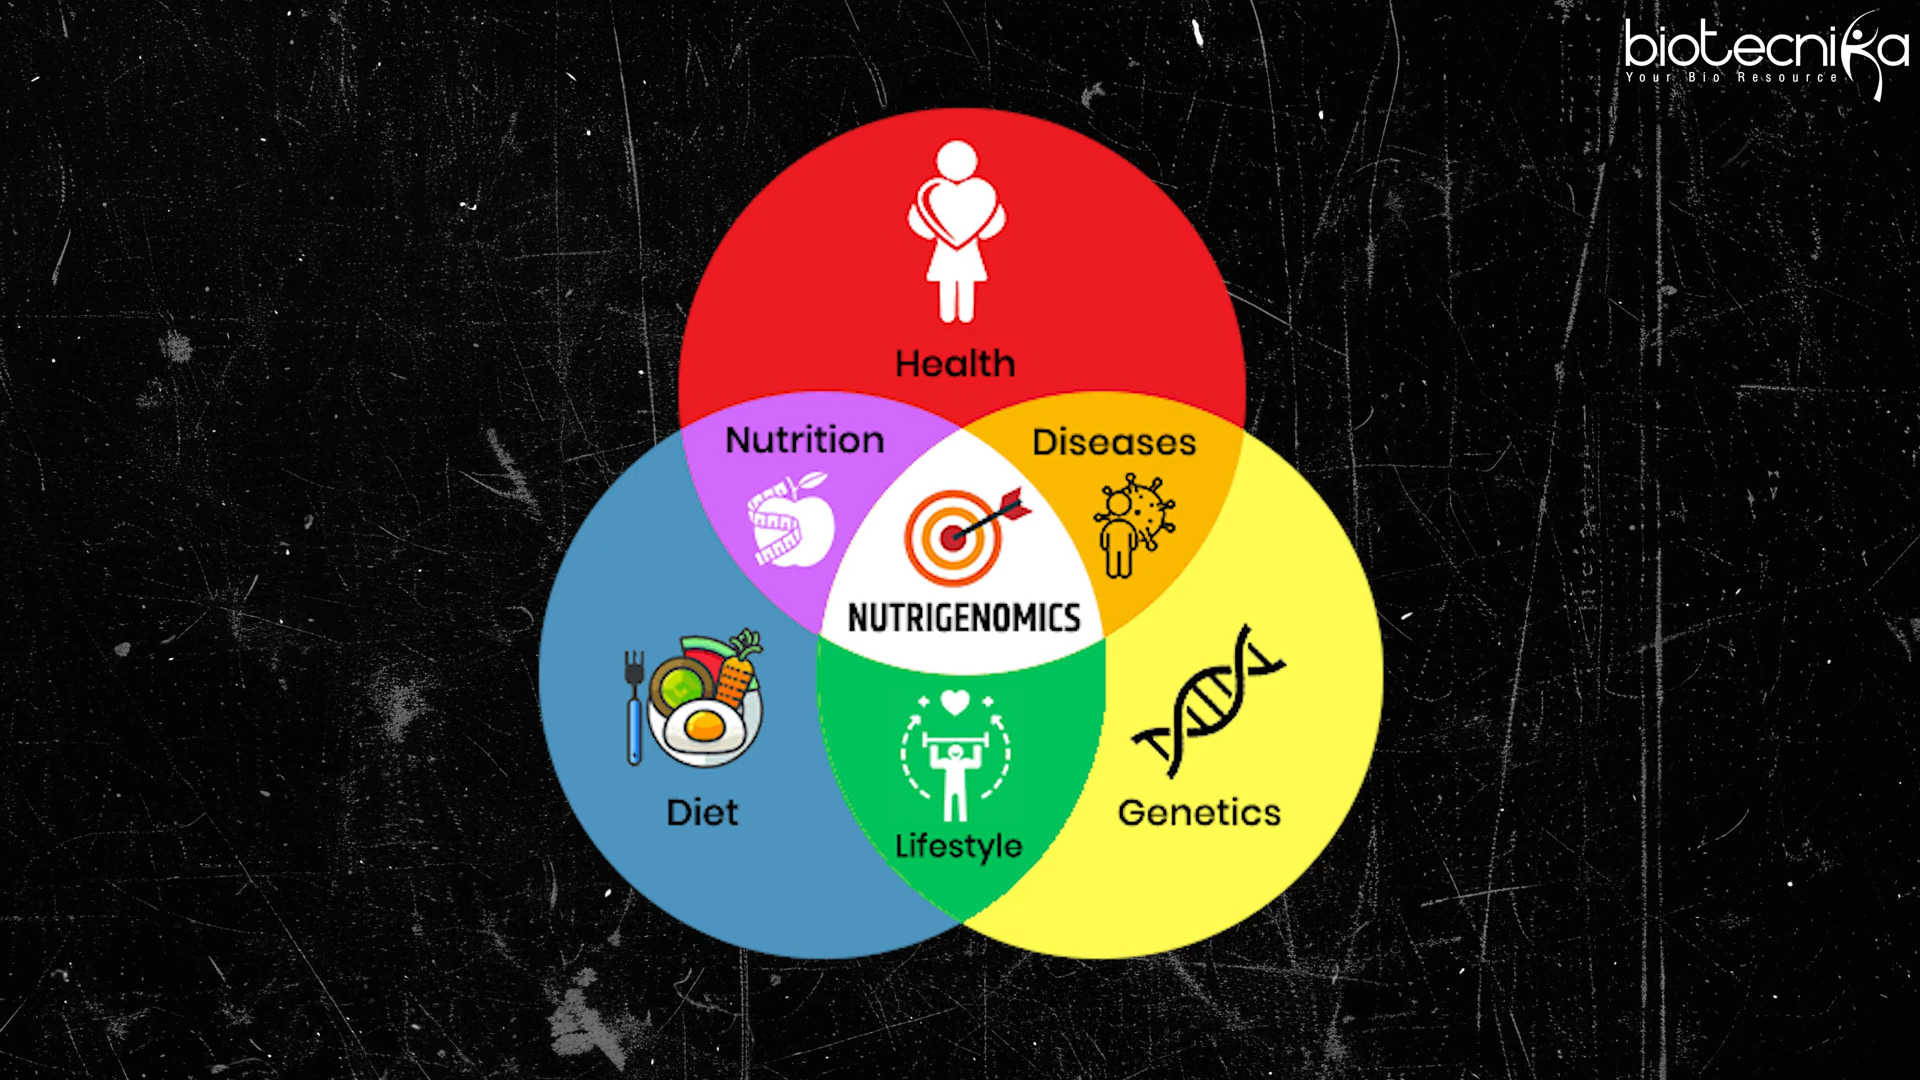 biotecnika
Your Bio Resource
Health
Nutrition
Diseases
NUTRIGENOMICS
Diet
Genetics
Lifestyle